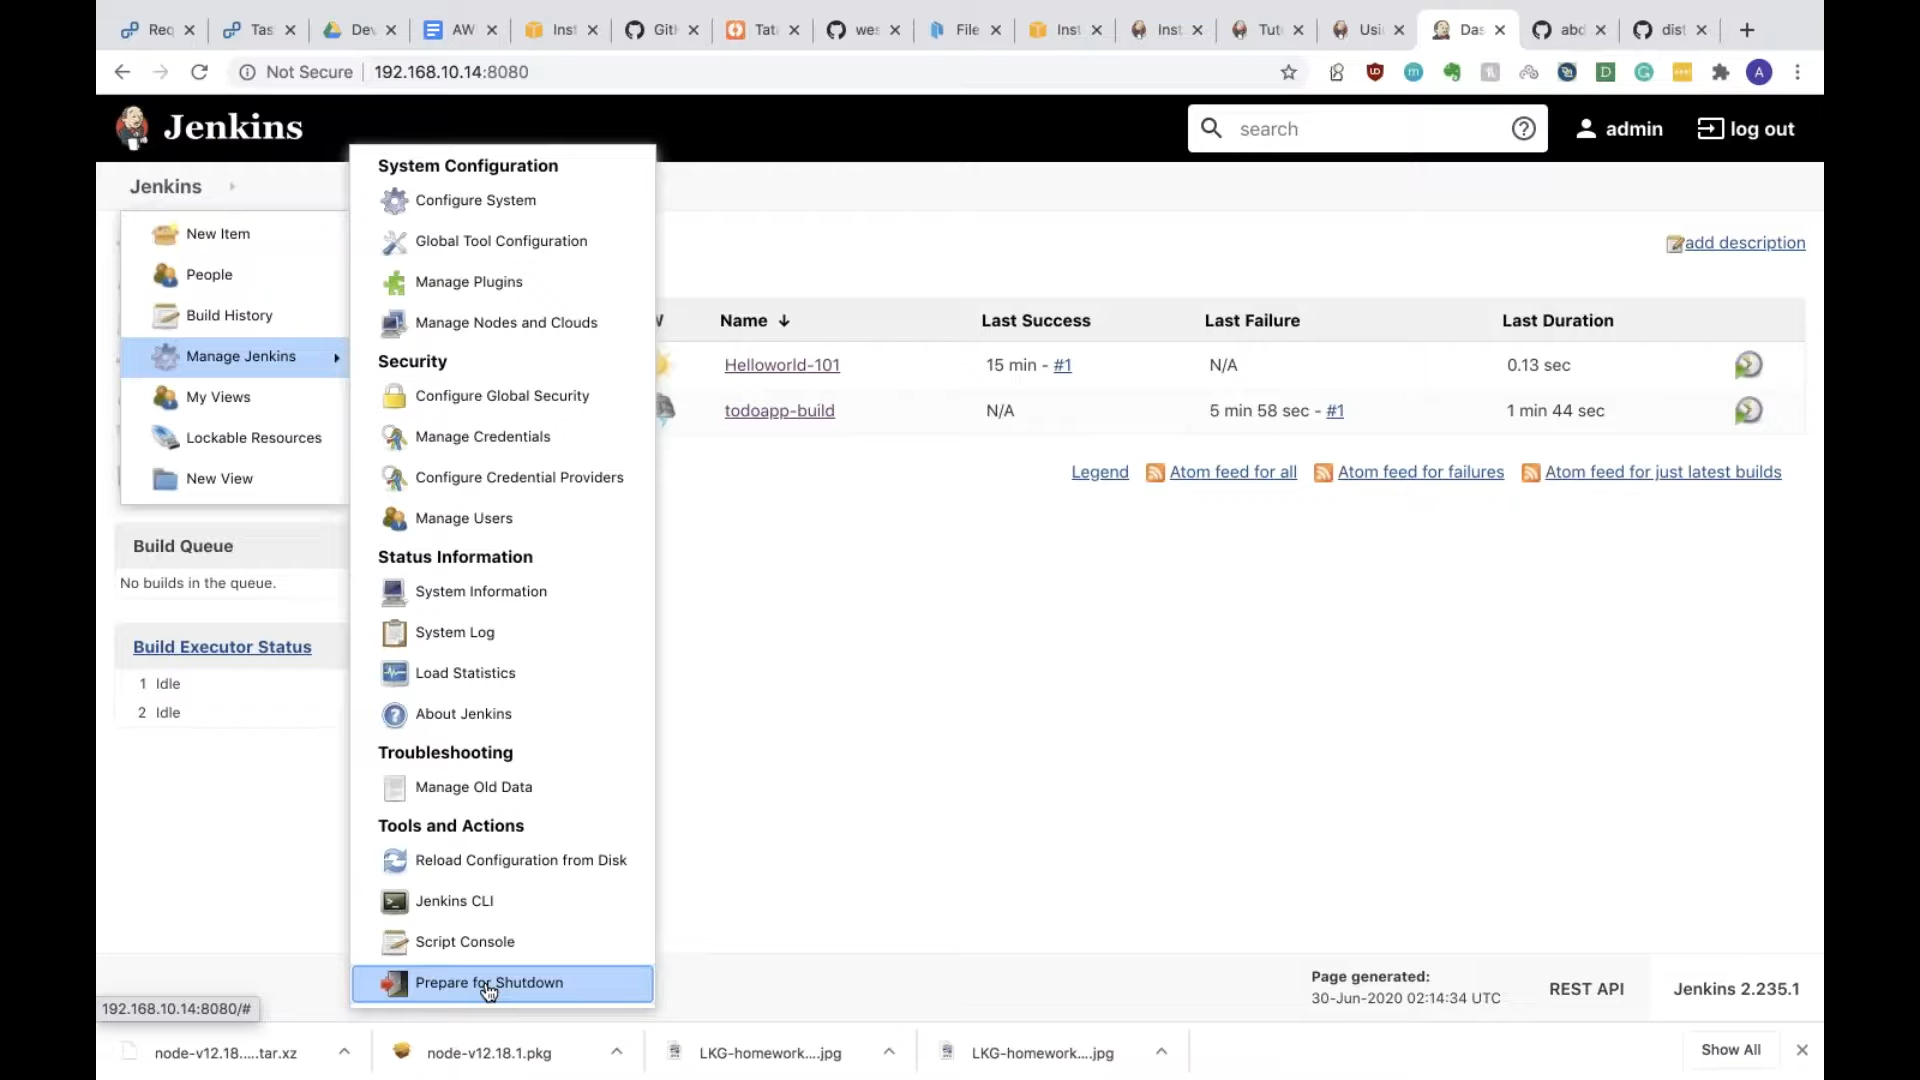 Req
Tas
Dev
AW
Inst
Gith
Tat
wes
File
Inst
Inst
Tut
Usi
Das
abd
dist
Not Secure
192.168.10.14:8080
Jenkins
search
admin
log out
Jenkins
add description
New Item
People
Build History
Manage Jenkins
My Views
Lockable Resources
New View
System Configuration
Configure System
Global Tool Configuration
Manage Plugins
Manage Nodes and Clouds
Security
Configure Global Security
Manage Credentials
Configure Credential Providers
Manage Users
Status Information
System Information
System Log
Load Statistics
About Jenkins
Troubleshooting
Manage Old Data
Tools and Actions
Reload Configuration from Disk
Jenkins CLI
Script Console
Prepare for Shutdown
Name ↓ Last Success Last Failure Last Duration
Helloworld-101 15 min - #1 N/A 0.13 sec
todoapp-build N/A 5 min 58 sec - #1 1 min 44 sec
Legend Atom feed for all Atom feed for failures Atom feed for just latest builds
Build Queue
No builds in the queue.
Build Executor Status
1 Idle
2 Idle
Page generated:
30-Jun-2020 02:14:34 UTC
REST API
Jenkins 2.235.1
192.168.10.14:8080/#
node-v12.18.....tar.xz
node-v12.18.1.pkg
LKG-homework....jpg
LKG-homework....jpg
Show All